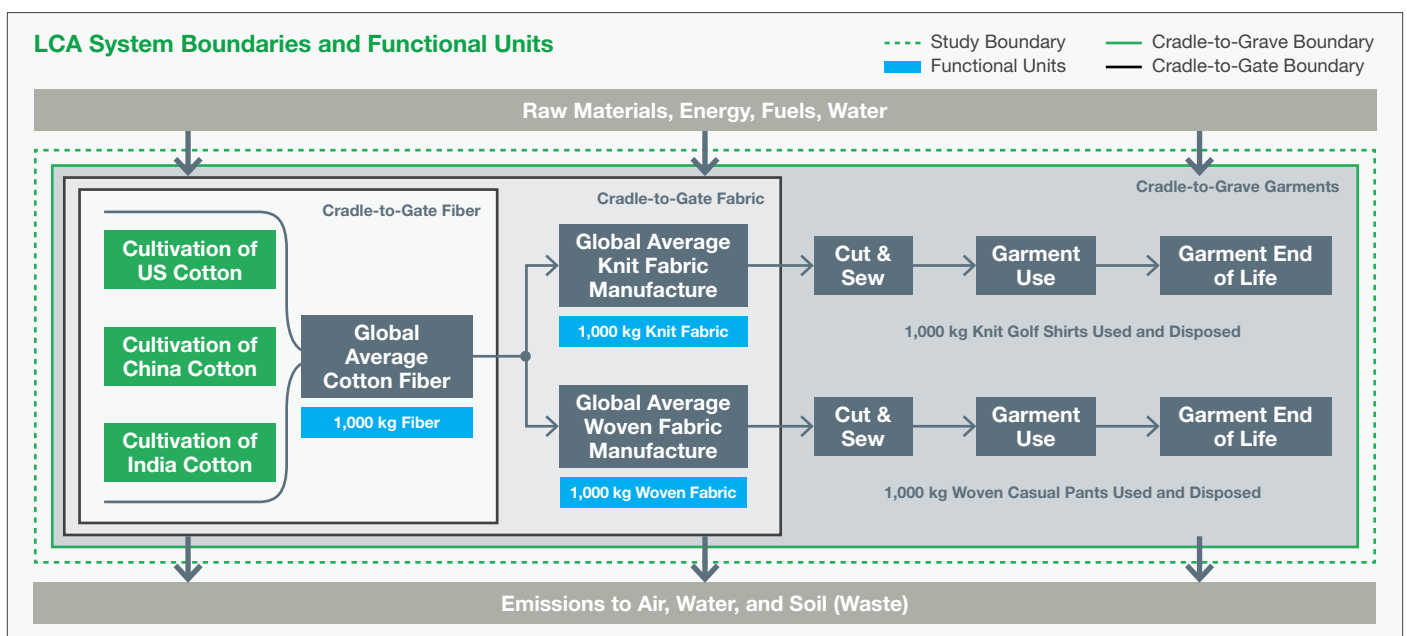 LCA System Boundaries and Functional Units
Study Boundary
Cradle-to-Grave Boundary
Functional Units
Cradle-to-Gate Boundary
Raw Materials, Energy, Fuels, Water
Cradle-to-Grave Garments
Cradle-to-Gate Fabric
Cradle-to-Gate Fiber
Cultivation of
US Cotton
Cultivation of
China Cotton
Cultivation of
India Cotton
Global
Average
Cotton Fiber
1,000 kg Fiber
Global Average
Knit Fabric
Manufacture
1,000 kg Knit Fabric
Cut &
Sew
Garment
Use
Garment End
of Life
1,000 kg Knit Golf Shirts Used and Disposed
Global Average
Woven Fabric
Manufacture
1,000 kg Woven Fabric
Cut &
Sew
Garment
Use
Garment End
of Life
1,000 kg Woven Casual Pants Used and Disposed
Emissions to Air, Water, and Soil (Waste)